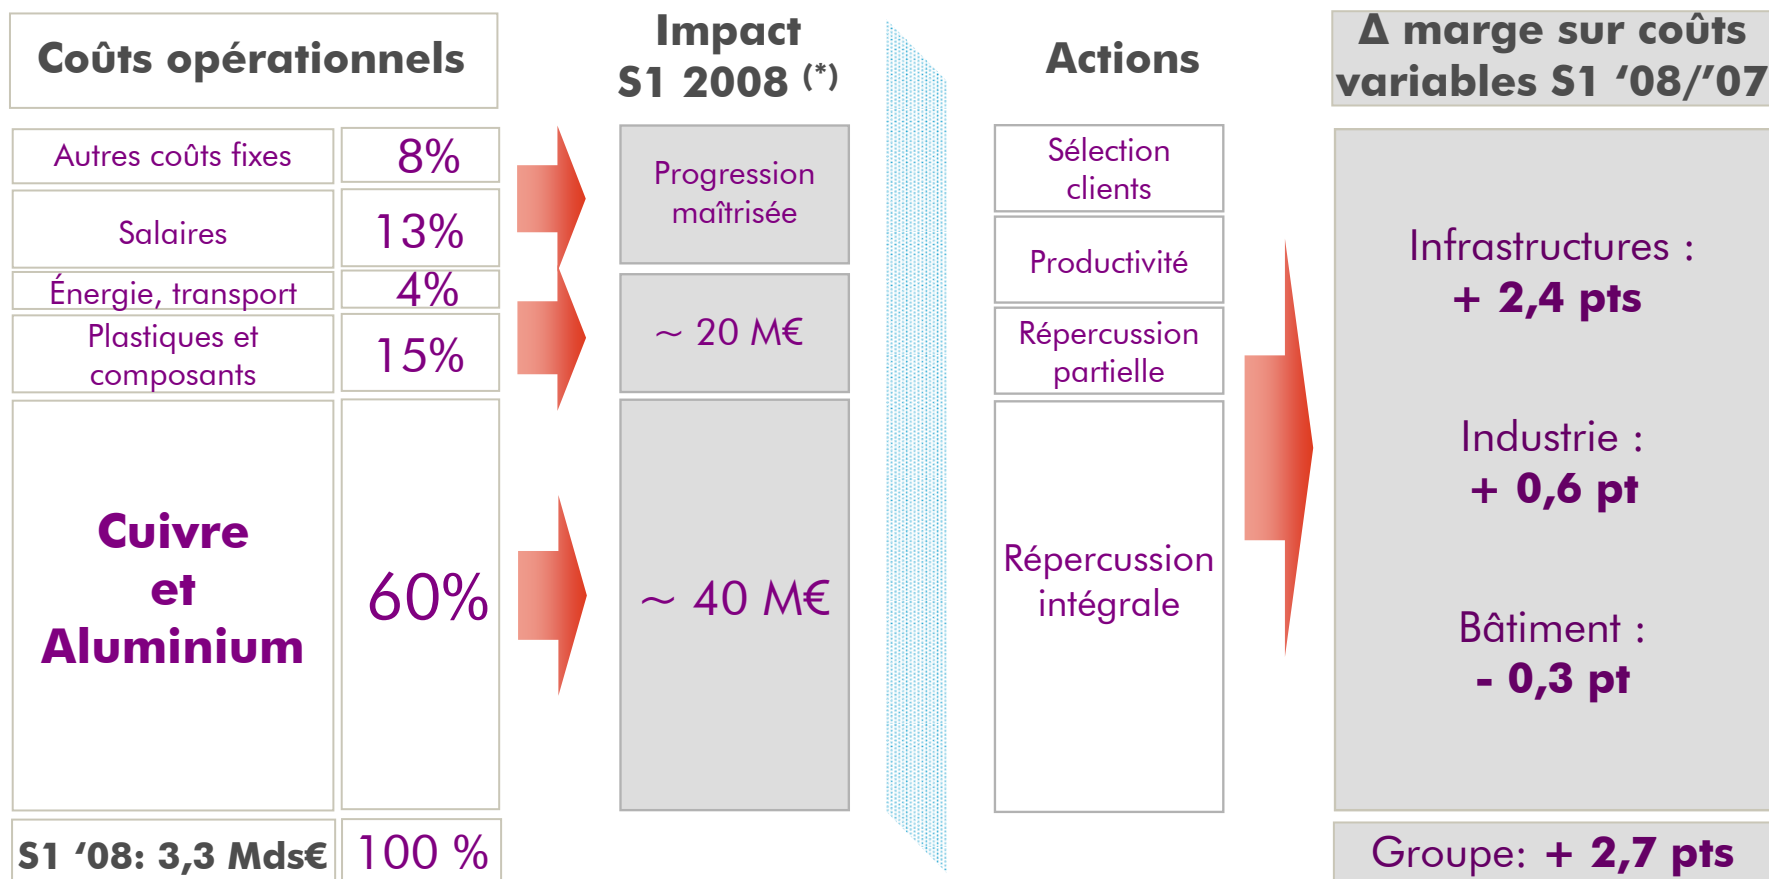 Coûts opérationnels
Impact
S1 2008 (*)
Actions
Δ marge sur coûts
variables S1 ‘08/’07
Autres coûts fixes
8%
Salaires
13%
Énergie, transport
4%
Plastiques et
composants
15%
Cuivre
et
Aluminium
60%
S1 ‘08: 3,3 Mds€
100 %
Progression
maîtrisée
~ 20 M€
~ 40 M€
Sélection
clients
Productivité
Répercussion
partielle
Répercussion
intégrale
Infrastructures :
+ 2,4 pts
Industrie :
+ 0,6 pt
Bâtiment :
- 0,3 pt
Groupe: + 2,7 pts